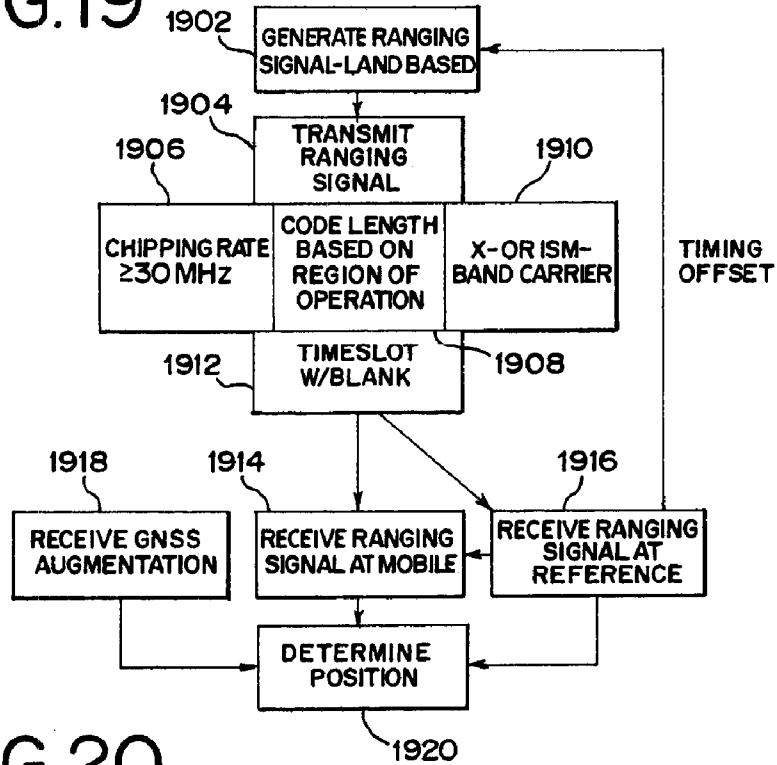 G.19
1902
GENERATE RANGING
SIGNAL-LAND BASED
1904
TRANSMIT
RANGING
SIGNAL
1906
1910
CHIPPING RATE
≥30 MHz
CODE LENGTH
BASED ON
REGION OF
OPERATION
X- OR ISM-
BAND CARRIER
TIMING
OFFSET
1912
TIMESLOT
W/BLANK
1908
1918
1914
1916
RECEIVE GNSS
AUGMENTATION
RECEIVE RANGING
SIGNAL AT MOBILE
RECEIVE RANGING
SIGNAL AT
REFERENCE
DETERMINE
POSITION
1920
G.20